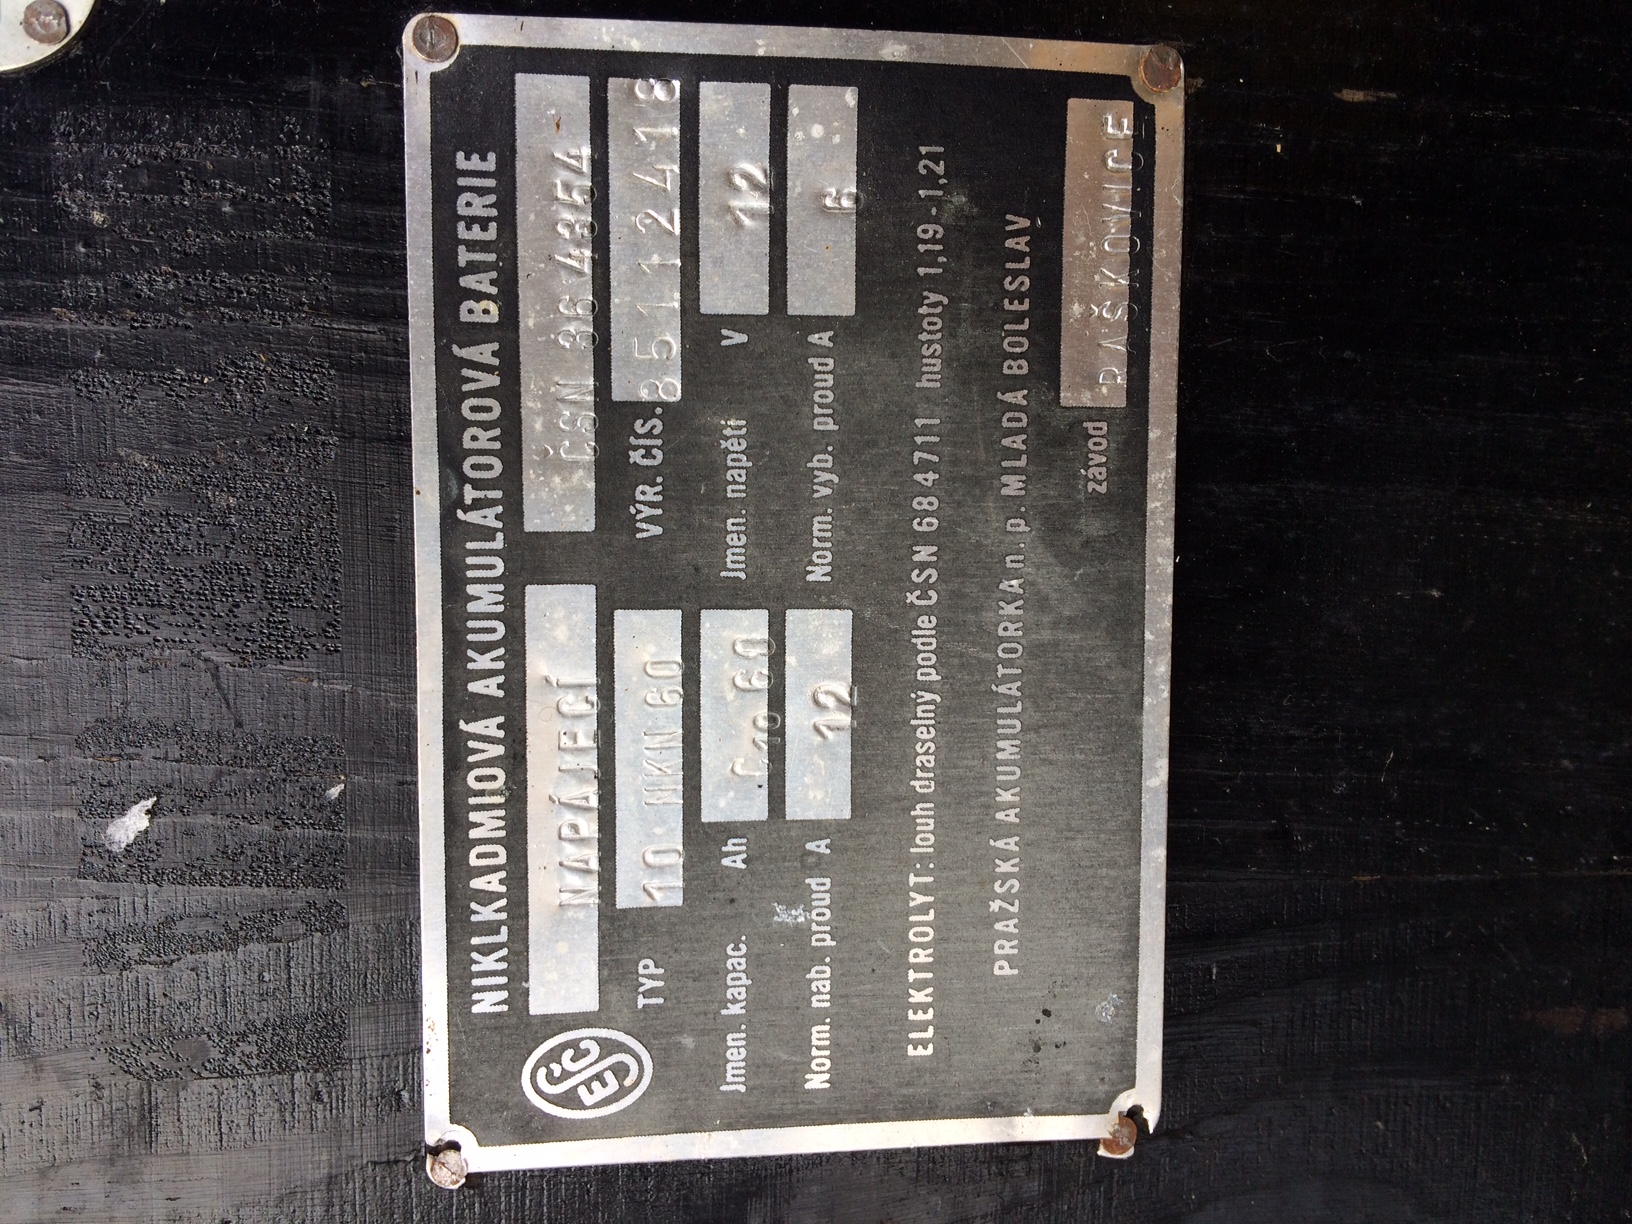 NIKLKADMIOVÁ AKUMULÁTOROVÁ BATERIE
NAPÁJECÍ ČSN 36 4354
TYP 10 NKN 60 VÝR. ČÍS. 8511 2418
Jmen. kapac. Ah C10 60 Jmen. napětí V 12
Norm. nab. proud A 12 Norm. vyb. proud A 6
ELEKTROLYT: louh draselný podle ČSN 684711 hustoty 1,19-1,21
PRAŽSKÁ AKUMULÁTORKA n. p. MLADÁ BOLESLAV
závod RAŠKOVICE